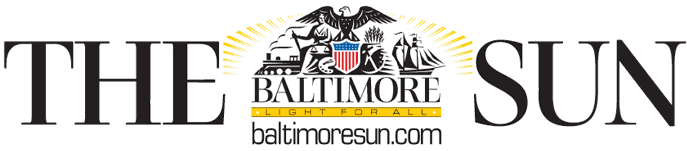 THE BALTIMORE SUN
LIGHT FOR ALL
baltimoresun.com